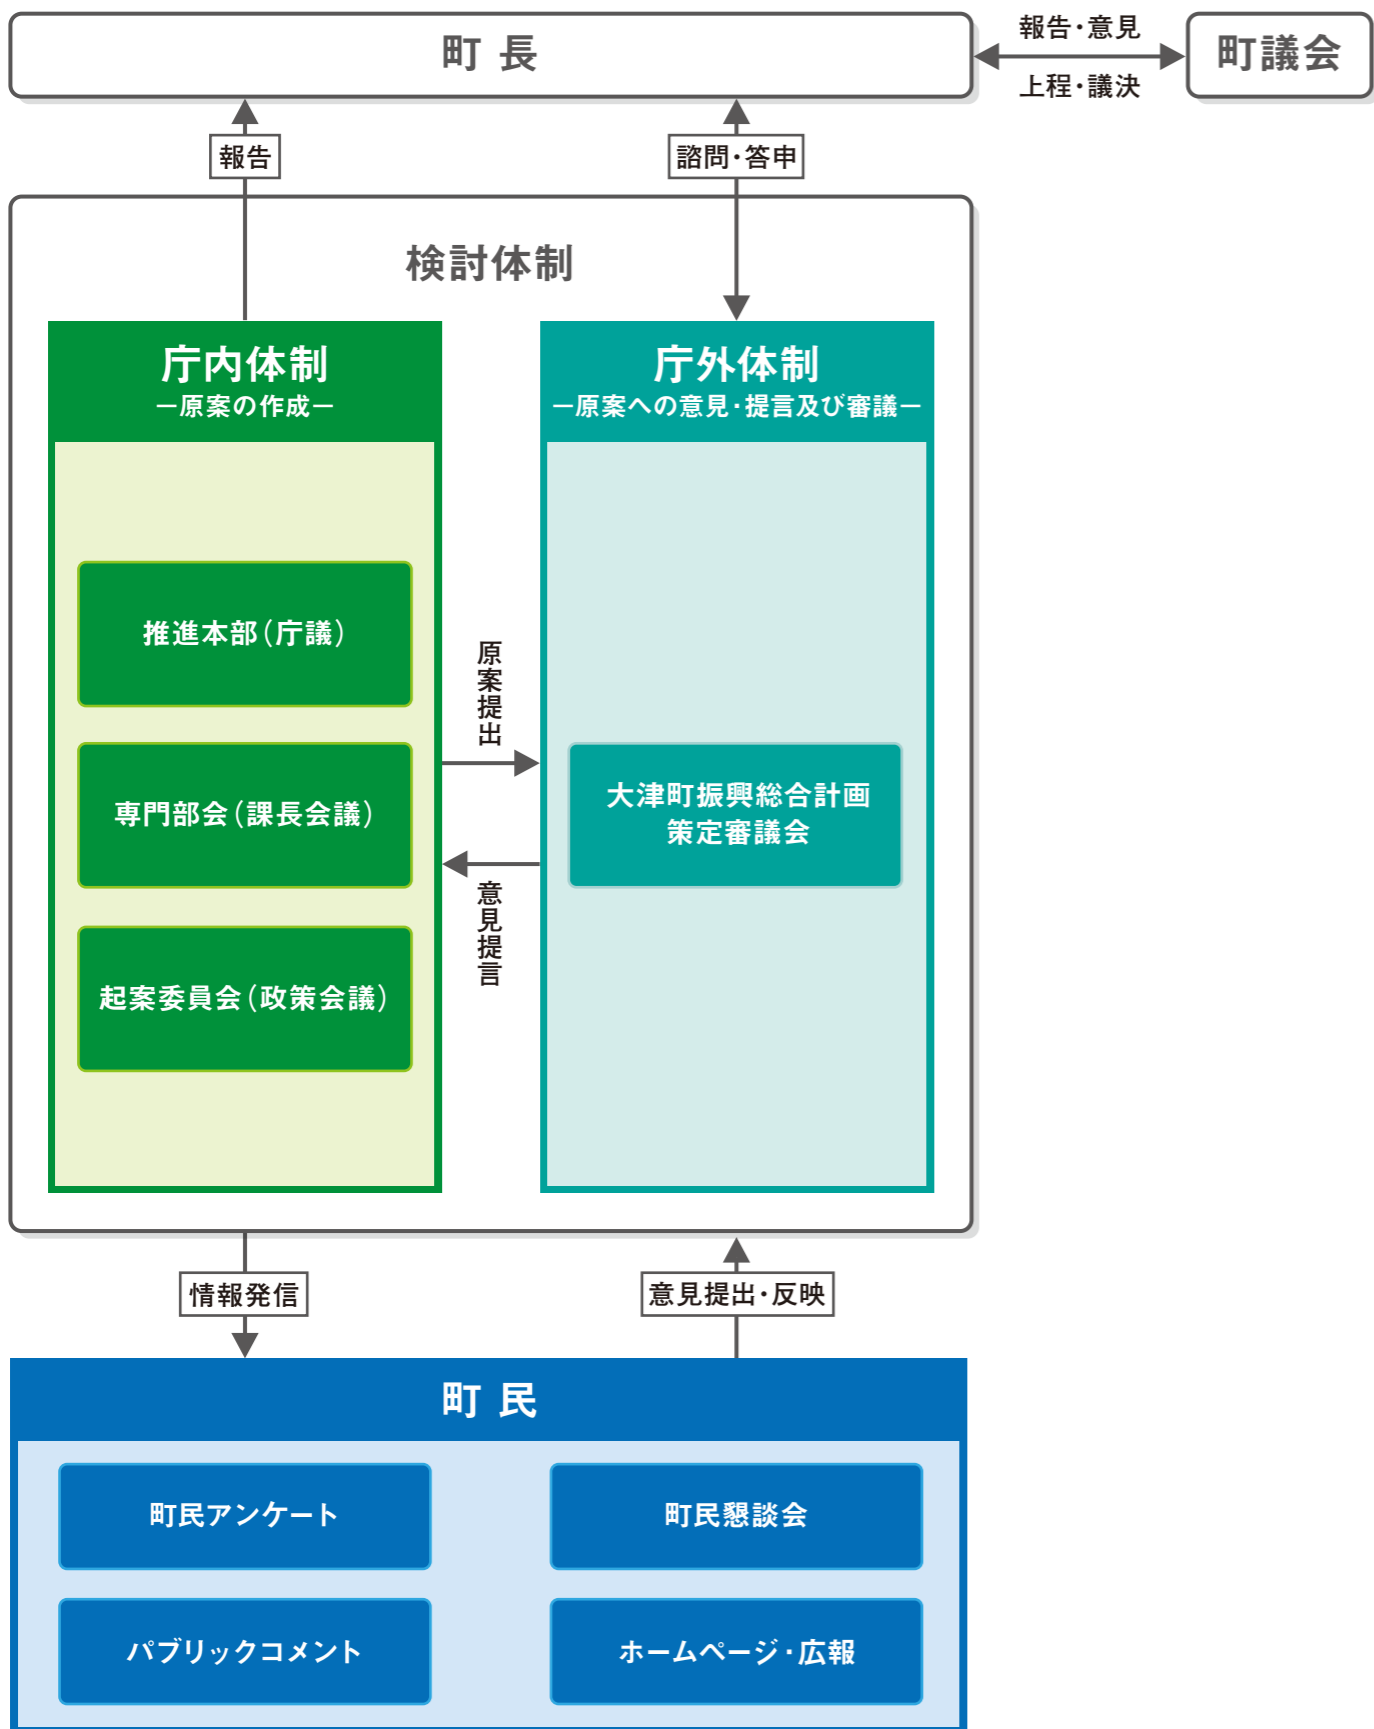 町 長
報告・意見
上程・議決
町議会
報告
諮問・答申
検討体制
庁内体制
－原案の作成－
庁外体制
－原案への意見・提言及び審議－
推進本部（庁議）
専門部会（課長会議）
起案委員会（政策会議）
原案提出
意見提言
大津町振興総合計画
策定審議会
情報発信
意見提出・反映
町 民
町民アンケート
町民懇談会
パブリックコメント
ホームページ・広報